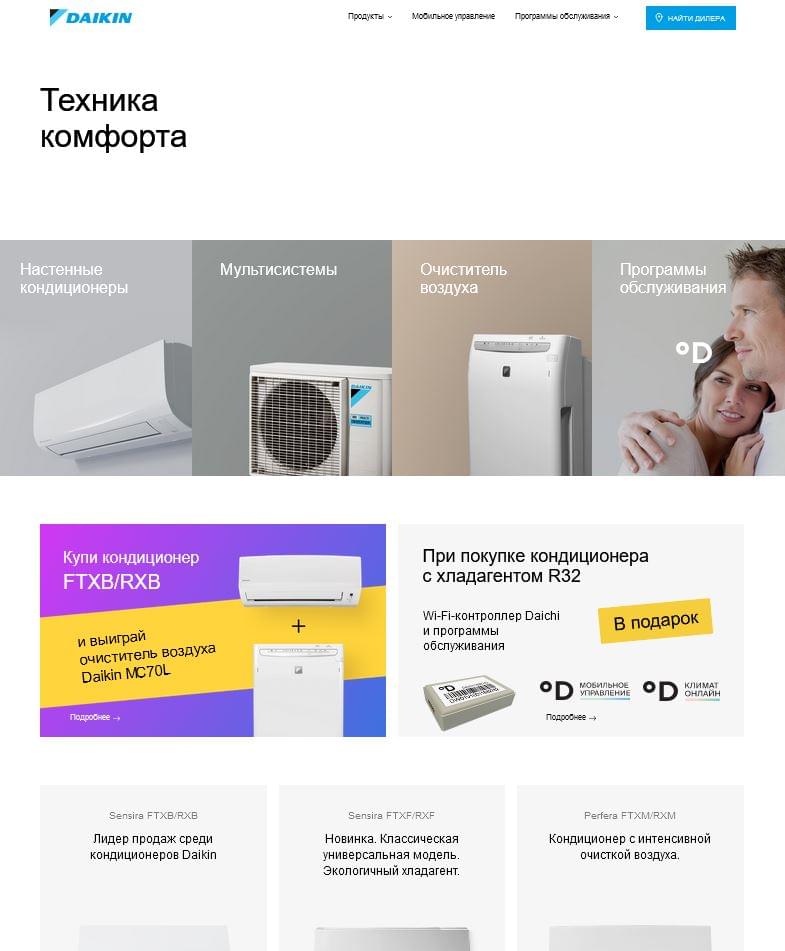 DAIKIN
Продукты
Мобильное управление
Программы обслуживания
НАЙТИ ДИЛЕРА
Техника
комфорта
Настенные
кондиционеры
Мультисистемы
Очиститель
воздуха
Программы
обслуживания
°D
DAIKIN
INVERTER
Купи кондиционер
FTXB/RXB
+
и выиграй
очиститель воздуха
Daikin MC70L
Подробнее →
При покупке кондиционера
с хладагентом R32
Wi-Fi-контроллер Daichi
и программы
обслуживания
В подарок
°D
°D МОБИЛЬНОЕ
УПРАВЛЕНИЕ
°D КЛИМАТ
ОНЛАЙН
Подробнее →
Sensira FTXB/RXB
Лидер продаж среди
кондиционеров Daikin
Sensira FTXF/RXF
Новинка. Классическая
универсальная модель.
Экологичный хладагент.
Perfera FTXM/RXM
Кондиционер с интенсивной
очисткой воздуха.